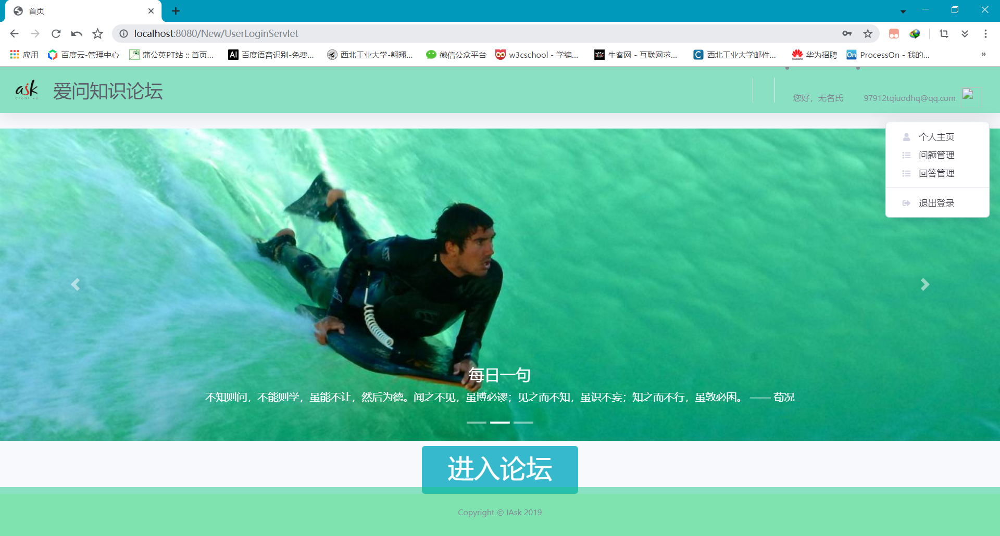 首页
localhost:8080/New/UserLoginServlet
应用 百度云-管理中心 蒲公英PT站 :: 首页... AI 百度语音识别-免费... 西北工业大学-翱翔... 微信公众平台 w3cschool - 学编... 牛客网 - 互联网求... C 西北工业大学邮件... 华为招聘 On ProcessOn - 我的... »
ask 爱问知识论坛
creative
您好，无名氏 97912tqiuodhq@qq.com
个人主页
问题管理
回答管理
退出登录
每日一句
不知则问，不能则学，虽能不让，然后为德。闻之不见，虽博必谬；见之而不知，虽识不妄；知之而不行，虽敦必困。 —— 荀况
进入论坛
Copyright © IAsk 2019